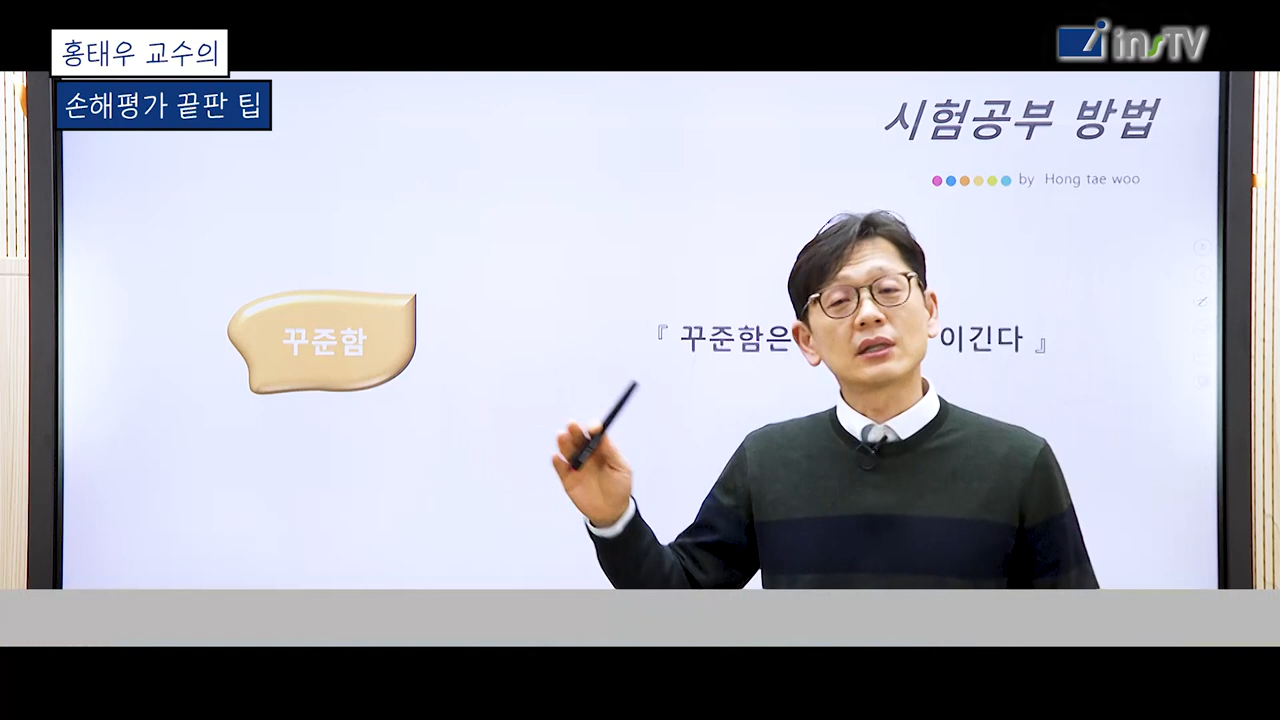 홍태우 교수의
손해평가 끝판 팁
insTV
시험공부 방법
by Hong tae woo
꾸준함
『 꾸준함은 이긴다 』